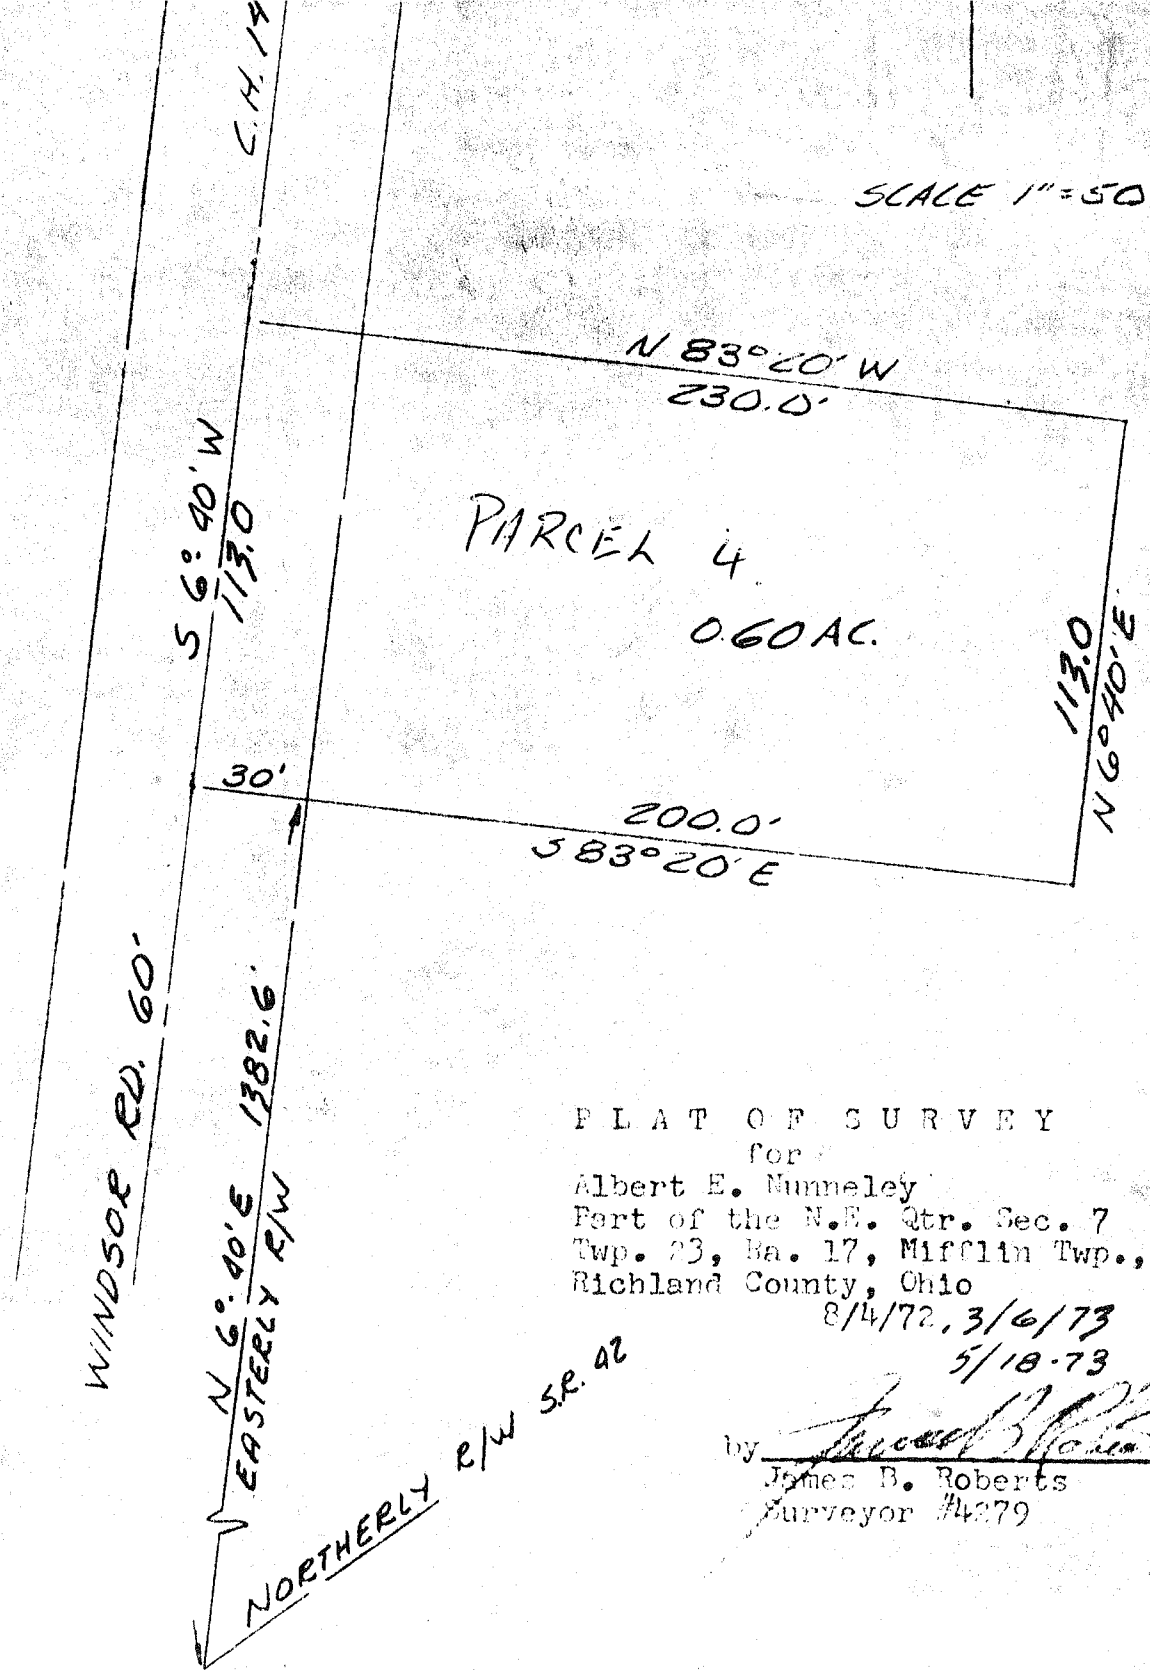 C.H. 14
SCALE 1"=50
N 83° 20' W
230.0'
S 6° 40' W
113.0
PARCEL 4
0.60 AC.
113.0
N 6° 40' E
30'
200.0'
S 83° 20' E
WINDSOR RD. 60'
N 6° 40' E 1382.6'
EASTERLY R/W
NORTHERLY R/W S.R. 42
PLAT OF SURVEY
for
Albert E. Nunneley
Part of the N.E. Qtr. Sec. 7
Twp. 23, Ra. 17, Mifflin Twp.,
Richland County, Ohio
8/4/72, 3/6/73
5/18-73
by James B. Robe
James B. Roberts
Surveyor #4279